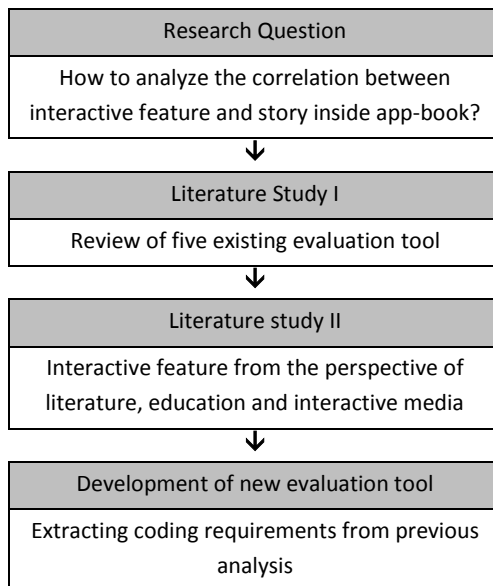 Research Question
How to analyze the correlation between
interactive feature and story inside app-book?
Literature Study I
Review of five existing evaluation tool
Literature study II
Interactive feature from the perspective of
literature, education and interactive media
Development of new evaluation tool
Extracting coding requirements from previous
analysis